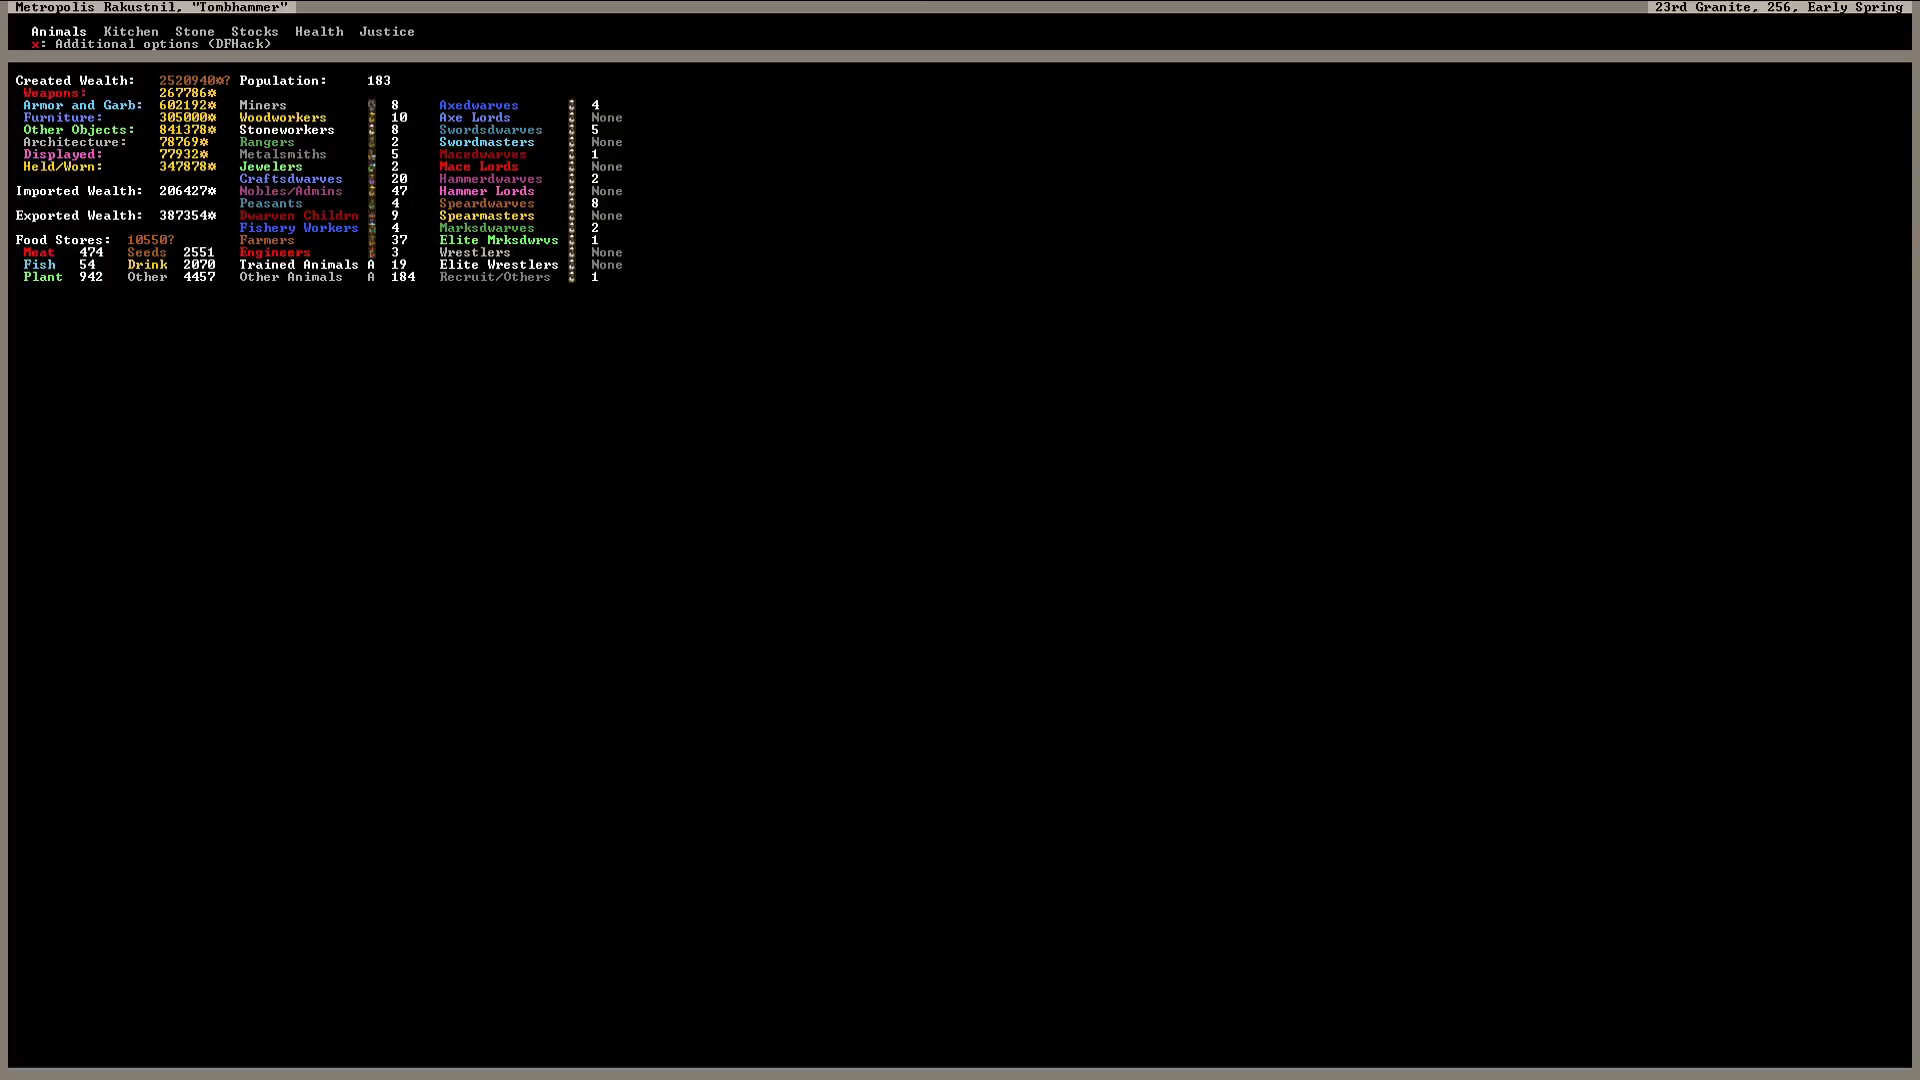 Metropolis Rakustnil, "Tombhammer" 23rd Granite, 256, Early Spring
Animals Kitchen Stone Stocks Health Justice
x: Additional options (DFHack)
Created Wealth: 2520940☼? Population: 183
Weapons: 267786☼
Armor and Garb: 602192☼ Miners 8 Axedwarves 4
Furniture: 305000☼ Woodworkers 10 Axe Lords None
Other Objects: 841378☼ Stoneworkers 8 Swordsdwarves 5
Architecture: 78769☼ Rangers 2 Swordmasters None
Displayed: 77932☼ Metalsmiths 5 Macedwarves 1
Held/Worn: 347878☼ Jewelers 2 Mace Lords None
Craftsdwarves 20 Hammerdwarves 2
Imported Wealth: 206427☼ Nobles/Admins 47 Hammer Lords None
Peasants 4 Speardwarves 8
Exported Wealth: 387354☼ Dwarven Childrn 9 Spearmasters None
Fishery Workers 4 Marksdwarves 2
Food Stores: 10550? Farmers 37 Elite Mrksdwrvs 1
Meat 474 Seeds 2551 Engineers 3 Wrestlers None
Fish 54 Drink 2070 Trained Animals A 19 Elite Wrestlers None
Plant 942 Other 4457 Other Animals A 184 Recruit/Others 1